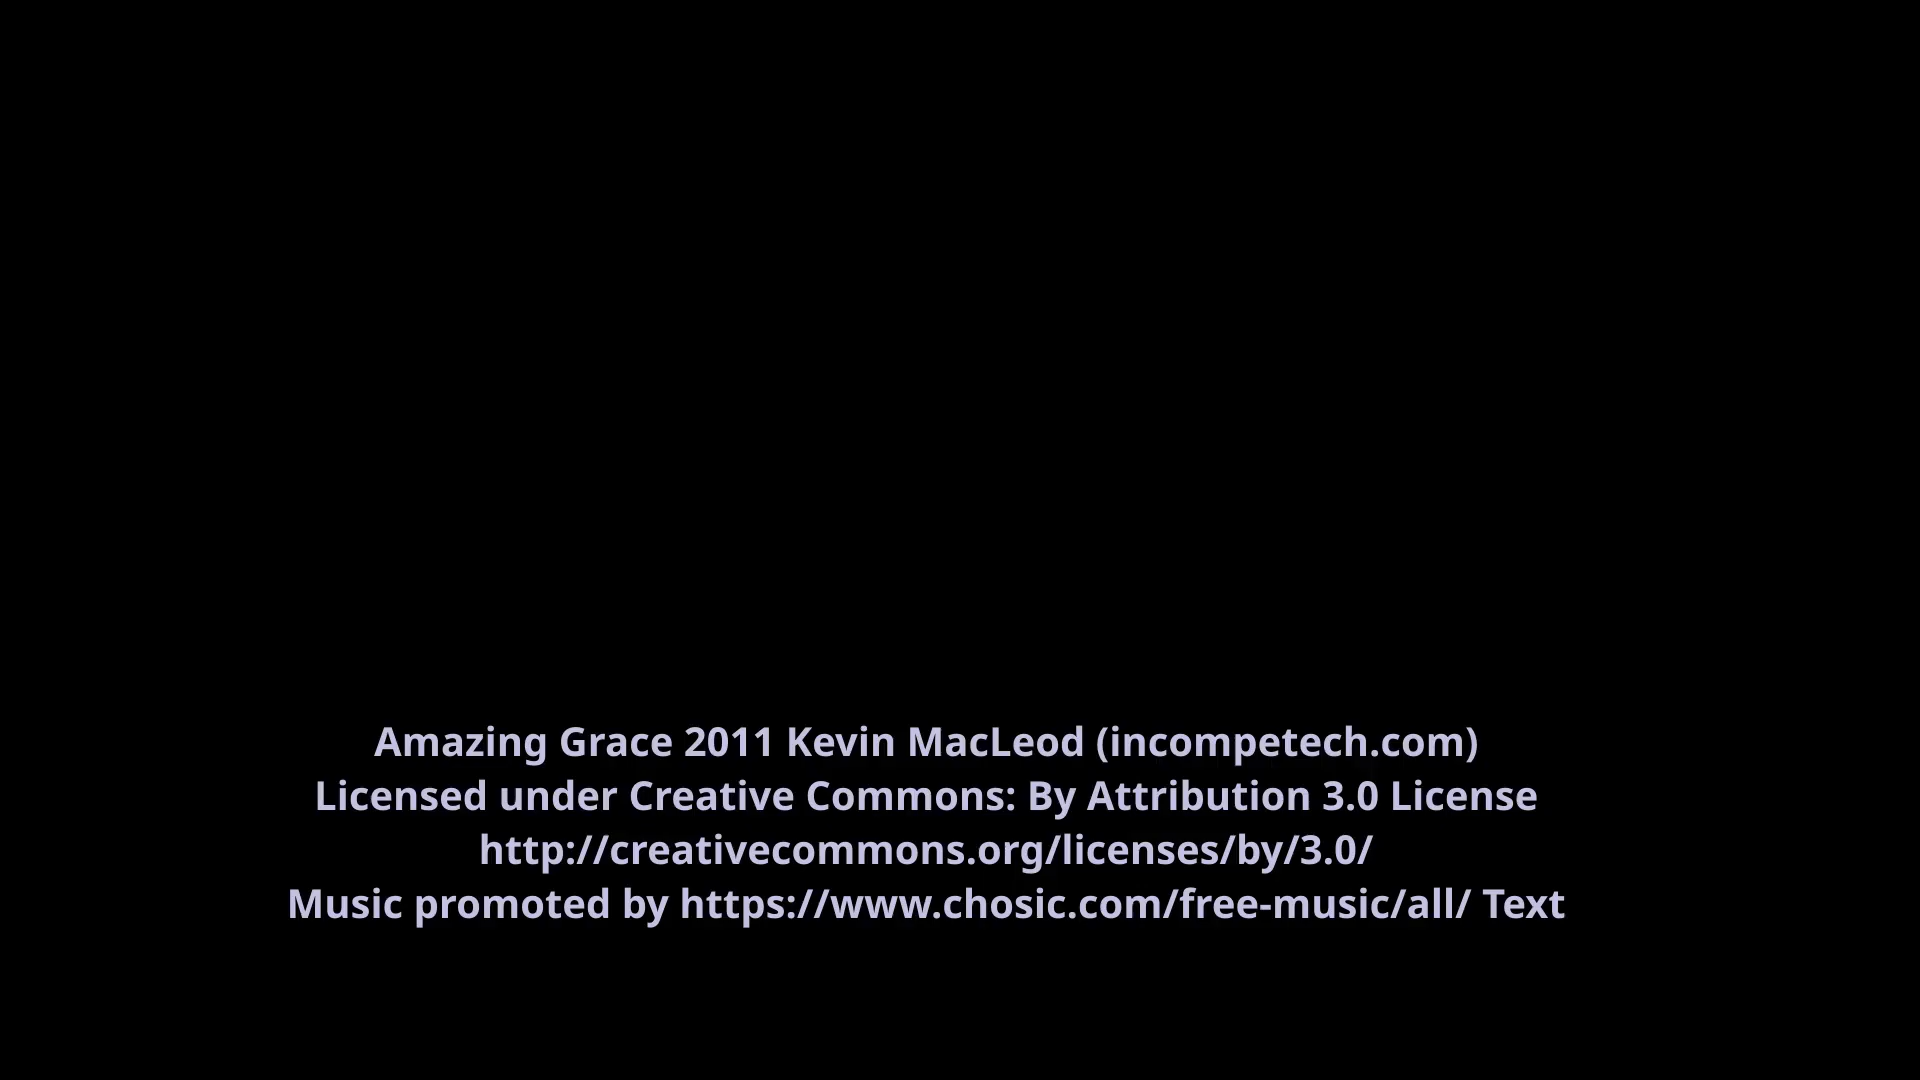 Amazing Grace 2011 Kevin MacLeod (incompetech.com)
Licensed under Creative Commons: By Attribution 3.0 License
http://creativecommons.org/licenses/by/3.0/
Music promoted by https://www.chosic.com/free-music/all/ Text